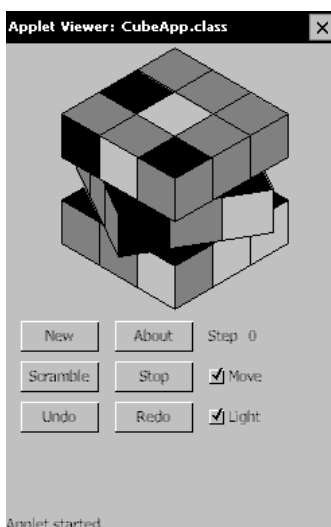 Applet Viewer: CubeApp.class
New About Step 0
Scramble Stop Move
Undo Redo Light
Applet started